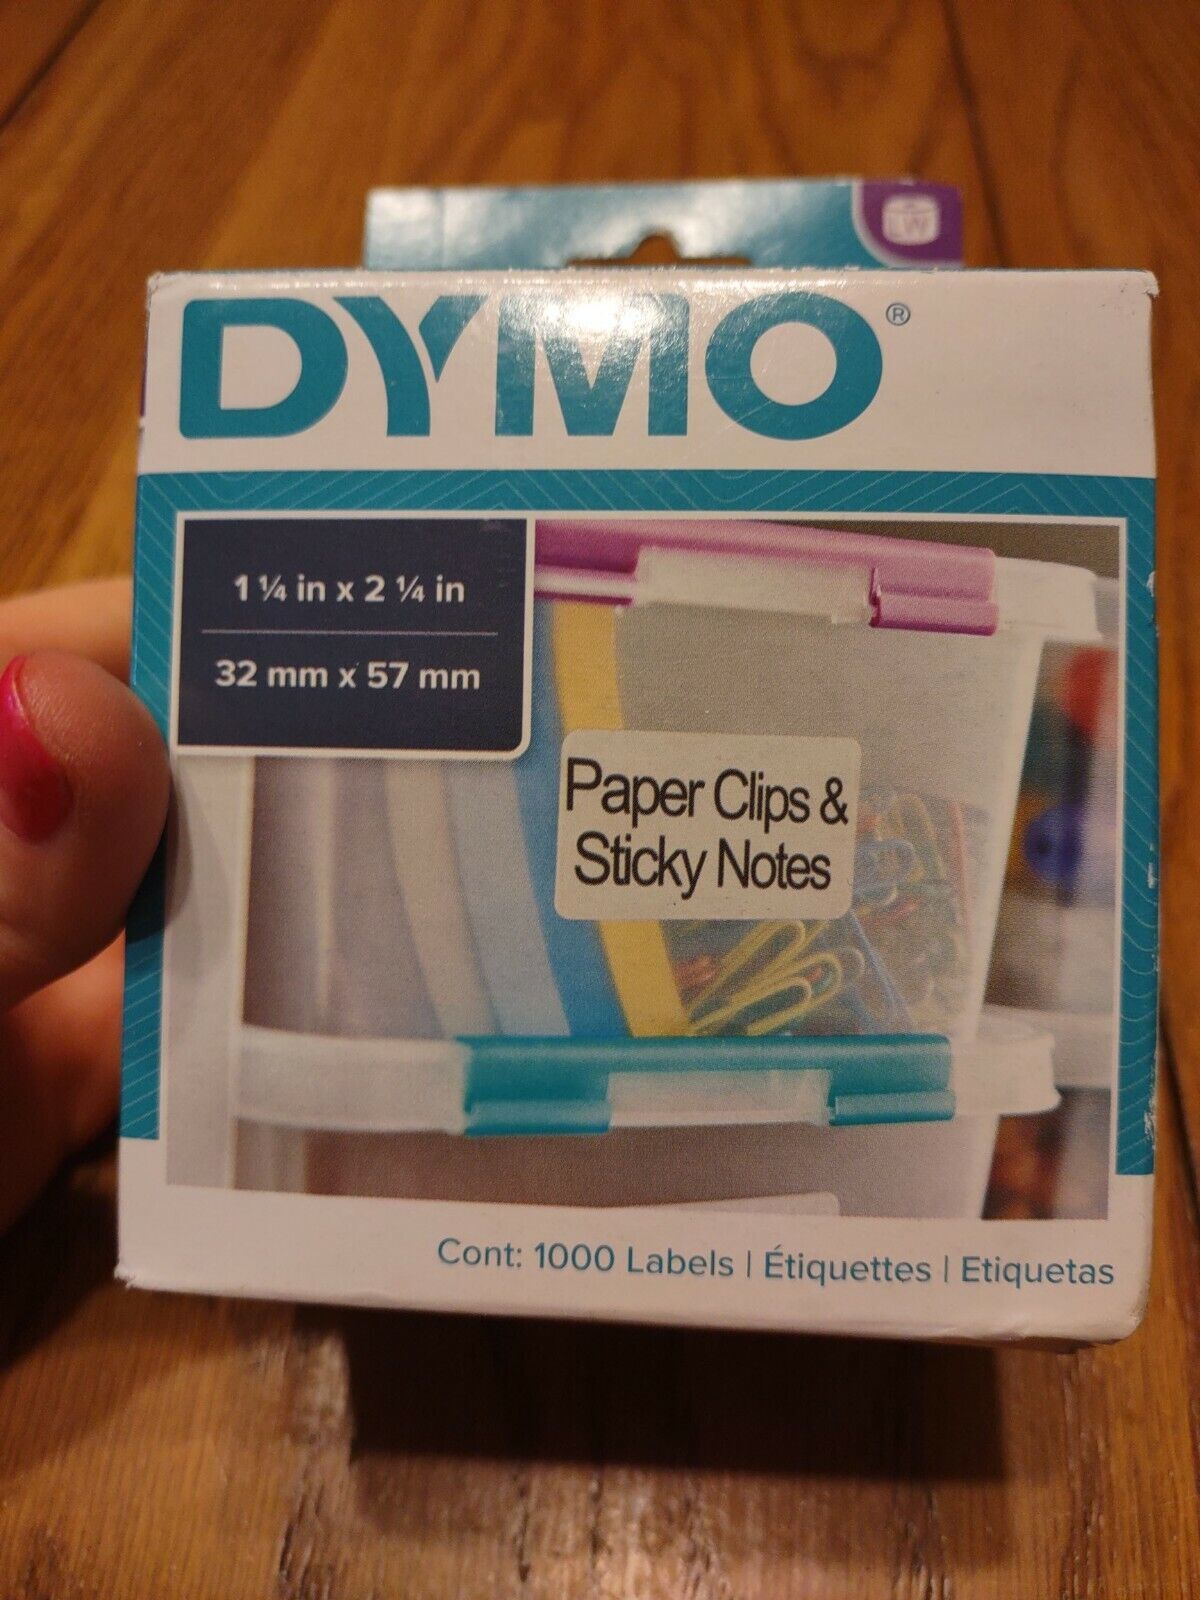 LW
DYMO®
1 ¼ in x 2 ¼ in
32 mm x 57 mm
Paper Clips &
Sticky Notes
Cont: 1000 Labels | Étiquettes | Etiquetas